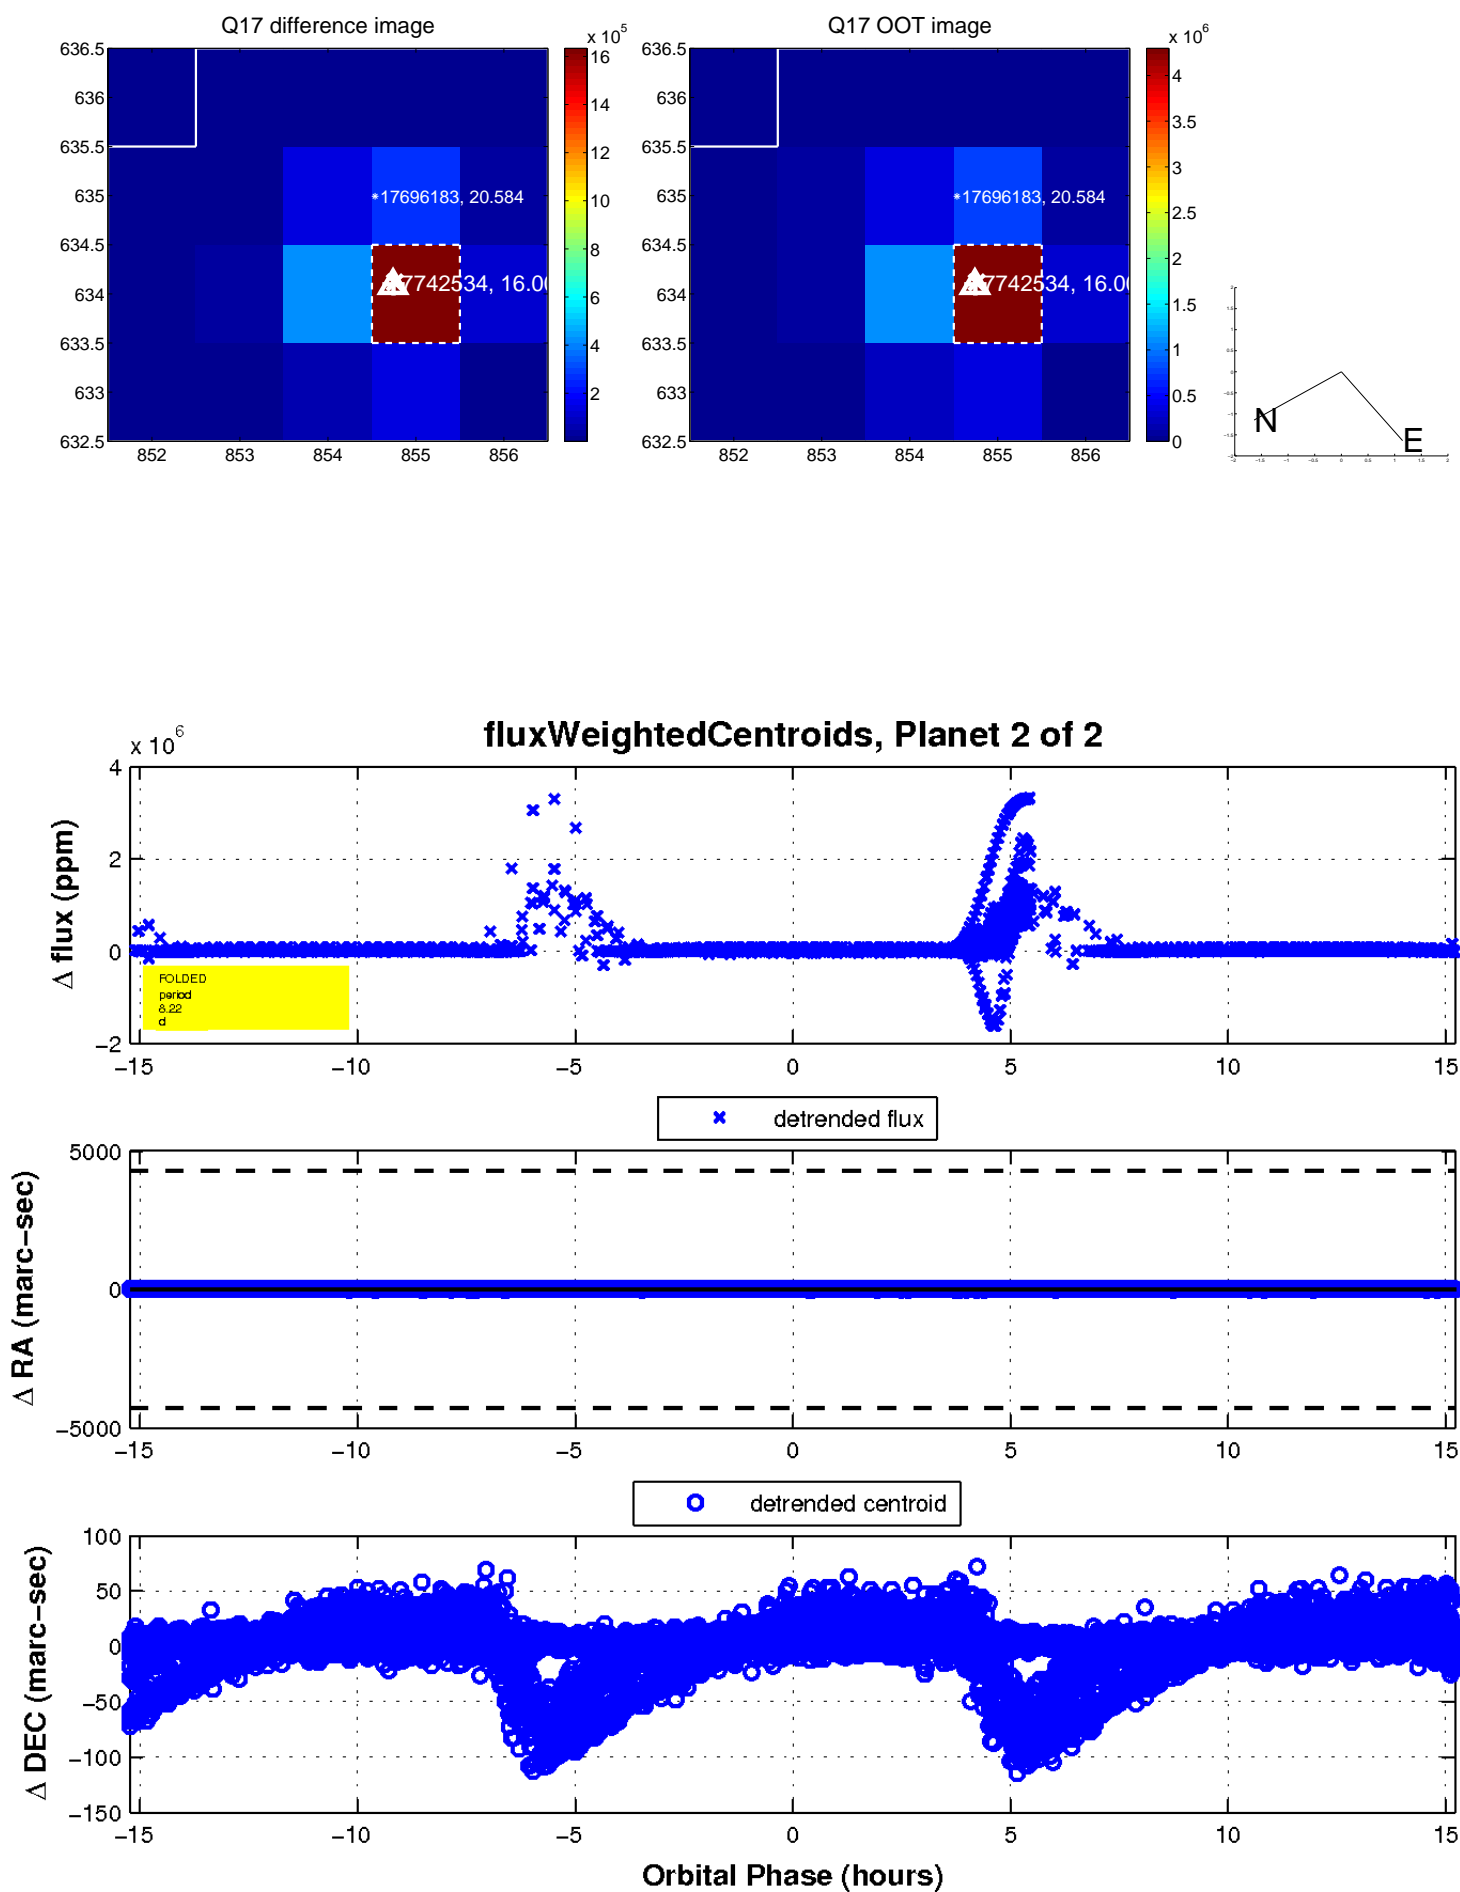 Q17 difference image
x 10^5
636.5
636
635.5
635
634.5
634
633.5
633
632.5
852 853 854 855 856
16
14
12
10
8
6
4
2
17696183, 20.584
7742534, 16.00
Q17 OOT image
x 10^6
636.5
636
635.5
635
634.5
634
633.5
633
632.5
852 853 854 855 856
4
3.5
3
2.5
2
1.5
1
0.5
0
17696183, 20.584
7742534, 16.00
N
E
fluxWeightedCentroids, Planet 2 of 2
x 10^6
Δ flux (ppm)
4
2
0
−2
FOLDED
period
8.22
d
−15 −10 −5 0 5 10 15
detrended flux
Δ RA (marc−sec)
5000
0
−5000
−15 −10 −5 0 5 10 15
detrended centroid
Δ DEC (marc−sec)
100
50
0
−50
−100
−150
−15 −10 −5 0 5 10 15
Orbital Phase (hours)